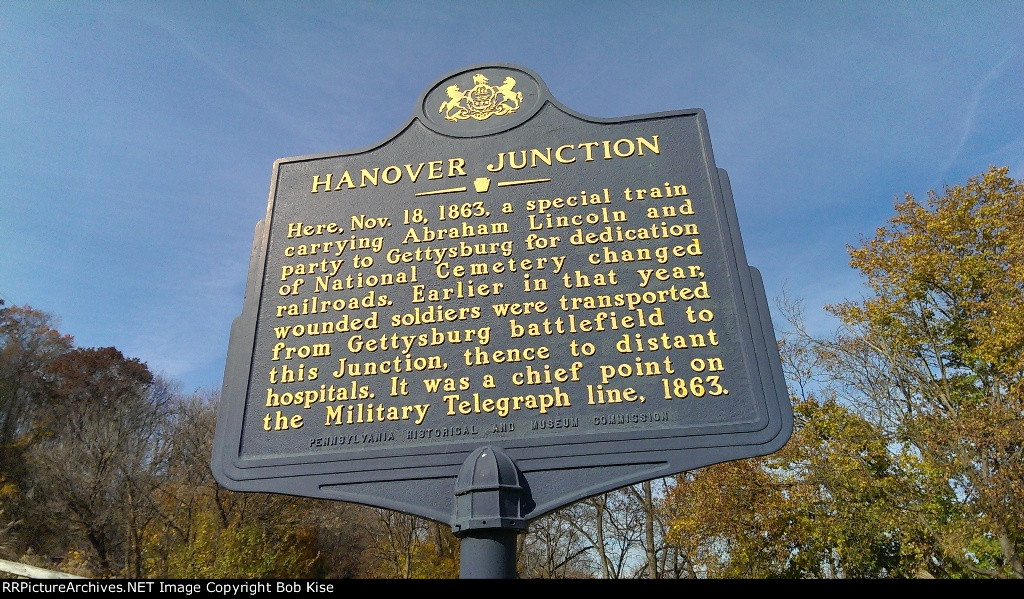 HANOVER JUNCTION
Here, Nov. 18, 1863, a special train
carrying Abraham Lincoln and
party to Gettysburg for dedication
of National Cemetery changed
railroads. Earlier in that year,
wounded soldiers were transported
from Gettysburg battlefield to
this Junction, thence to distant
hospitals. It was a chief point on
the Military Telegraph line, 1863.
PENNSYLVANIA HISTORICAL AND MUSEUM COMMISSION
RRPictureArchives.NET Image Copyright Bob Kise